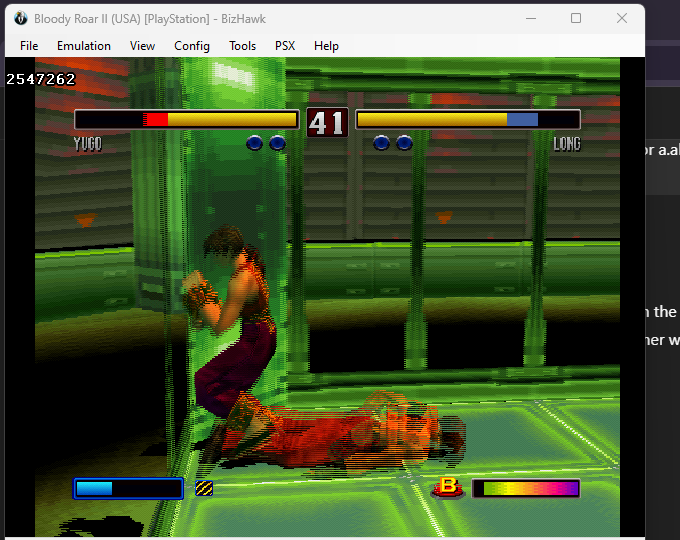 Bloody Roar II (USA) [PlayStation] - BizHawk
File Emulation View Config Tools PSX Help
2547262
41
YUGO LONG
or a.al
n the
ner w
B